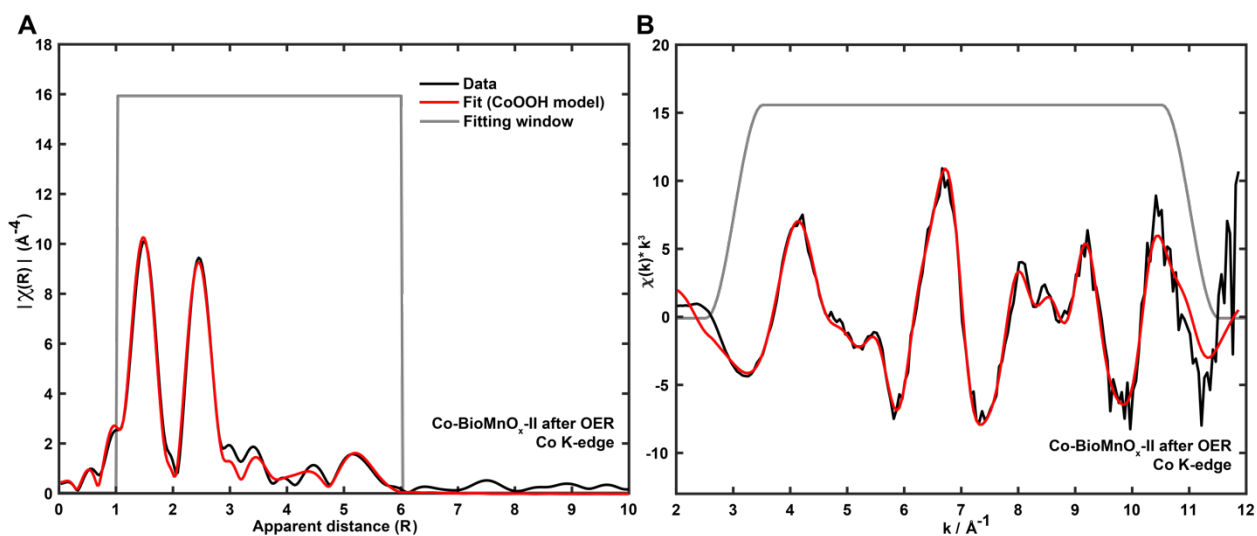 A
18
16
14
12
10
8
6
4
2
0
|χ(R)| (Å⁻⁴)
Data
Fit (CoOOH model)
Fitting window
Co-BioMnOₓ-II after OER
Co K-edge
0 1 2 3 4 5 6 7 8 9 10
Apparent distance (R)
B
20
15
10
5
0
-5
-10
χ(k)* k³
Co-BioMnOₓ-II after OER
Co K-edge
2 3 4 5 6 7 8 9 10 11 12
k / Å⁻¹